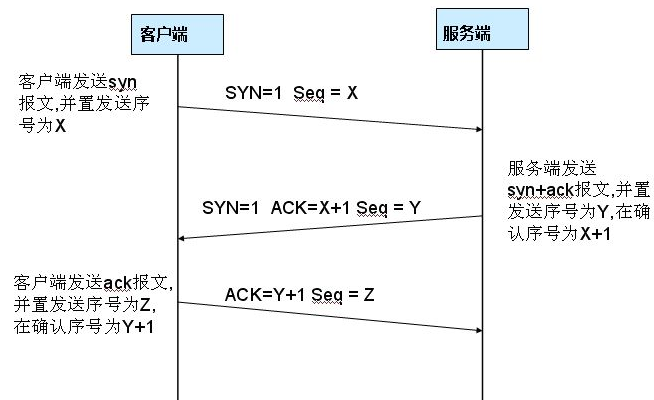 客户端
服务端
客户端发送syn
报文,并置发送序
号为X
SYN=1 Seq = X
服务端发送
syn+ack报文,并置
发送序号为Y,在确
认序号为X+1
SYN=1 ACK=X+1 Seq = Y
客户端发送ack报文,
并置发送序号为Z,
在确认序号为Y+1
ACK=Y+1 Seq = Z